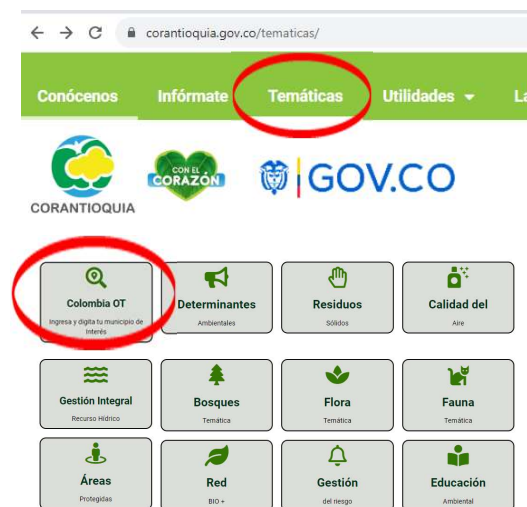 corantioquia.gov.co/tematicas/
Conócenos Infórmate Temáticas Utilidades La
CORANTIOQUIA
CON EL
CORAZÓN
GOV.CO
Colombia OT
Ingresa y digita tu municipio de
Interés
Determinantes
Ambientales
Residuos
Sólidos
Calidad del
Aire
Gestión Integral
Recurso Hídrico
Bosques
Temática
Flora
Temática
Fauna
Temática
Áreas
Protegidas
Red
BIO +
Gestión
del riesgo
Educación
Ambiental